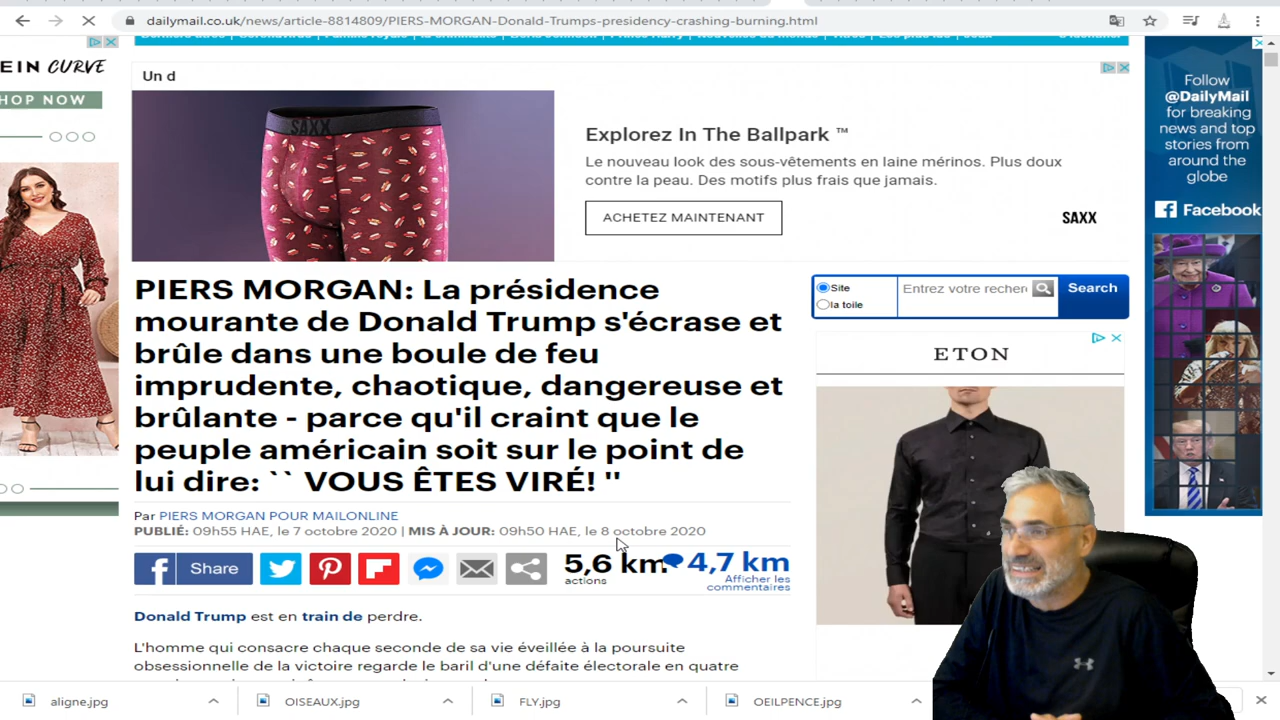 dailymail.co.uk/news/article-8814809/PIERS-MORGAN-Donald-Trumps-presidency-crashing-burning.html
EIN CURVE
HOP NOW
Un d
SAXX
Explorez In The Ballpark ™
Le nouveau look des sous-vêtements en laine mérinos. Plus doux
contre la peau. Des motifs plus frais que jamais.
ACHETEZ MAINTENANT
SAXX
Follow
@DailyMail
for breaking
news and top
stories from
around the
globe
Facebook
PIERS MORGAN: La présidence
mourante de Donald Trump s'écrase et
brûle dans une boule de feu
imprudente, chaotique, dangereuse et
brûlante - parce qu'il craint que le
peuple américain soit sur le point de
lui dire: `` VOUS ÊTES VIRÉ! ''
Site
la toile
Entrez votre recher
Search
ETON
Par PIERS MORGAN POUR MAILONLINE
PUBLIÉ: 09h55 HAE, le 7 octobre 2020 | MIS À JOUR: 09h50 HAE, le 8 octobre 2020
Share
5,6 km
actions
4,7 km
Afficher les
commentaires
Donald Trump est en train de perdre.
L'homme qui consacre chaque seconde de sa vie éveillée à la poursuite
obsessionnelle de la victoire regarde le baril d'une défaite électorale en quatre
aligne.jpg
OISEAUX.jpg
FLY.jpg
OEILPENCE.jpg